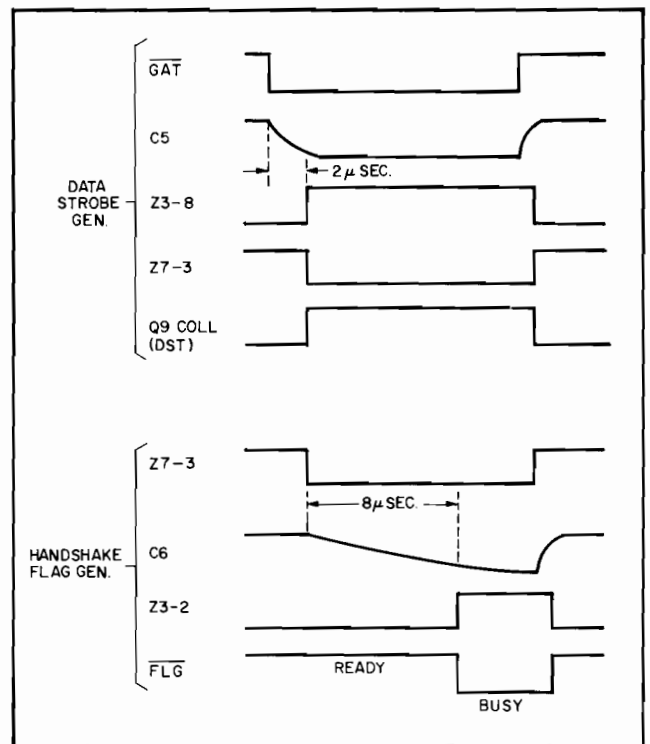 GAT
C5
2 μ SEC.
DATA
STROBE
GEN.
Z3-8
Z7-3
Q9 COLL
(DST)
Z7-3
8μ SEC.
HANDSHAKE
FLAG GEN.
C6
Z3-2
FLG
READY
BUSY